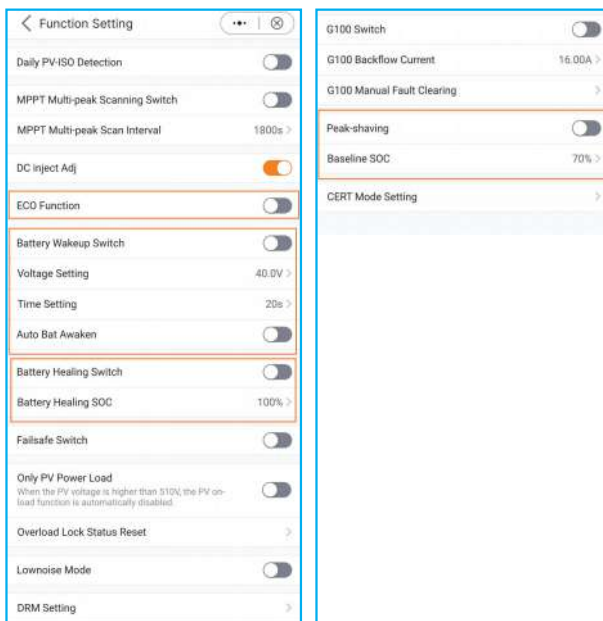 Function Setting
Daily PV-ISO Detection
MPPT Multi-peak Scanning Switch
MPPT Multi-peak Scan Interval 1800s
DC inject Adj
ECO Function
Battery Wakeup Switch
Voltage Setting 40.0V
Time Setting 20s
Auto Bat Awaken
Battery Healing Switch
Battery Healing SOC 100%
Failsafe Switch
Only PV Power Load
When the PV voltage is higher than 510V, the PV on-
load function is automatically disabled.
Overload Lock Status Reset
Lownoise Mode
DRM Setting
G100 Switch
G100 Backflow Current 16.00A
G100 Manual Fault Clearing
Peak-shaving
Baseline SOC 70%
CERT Mode Setting